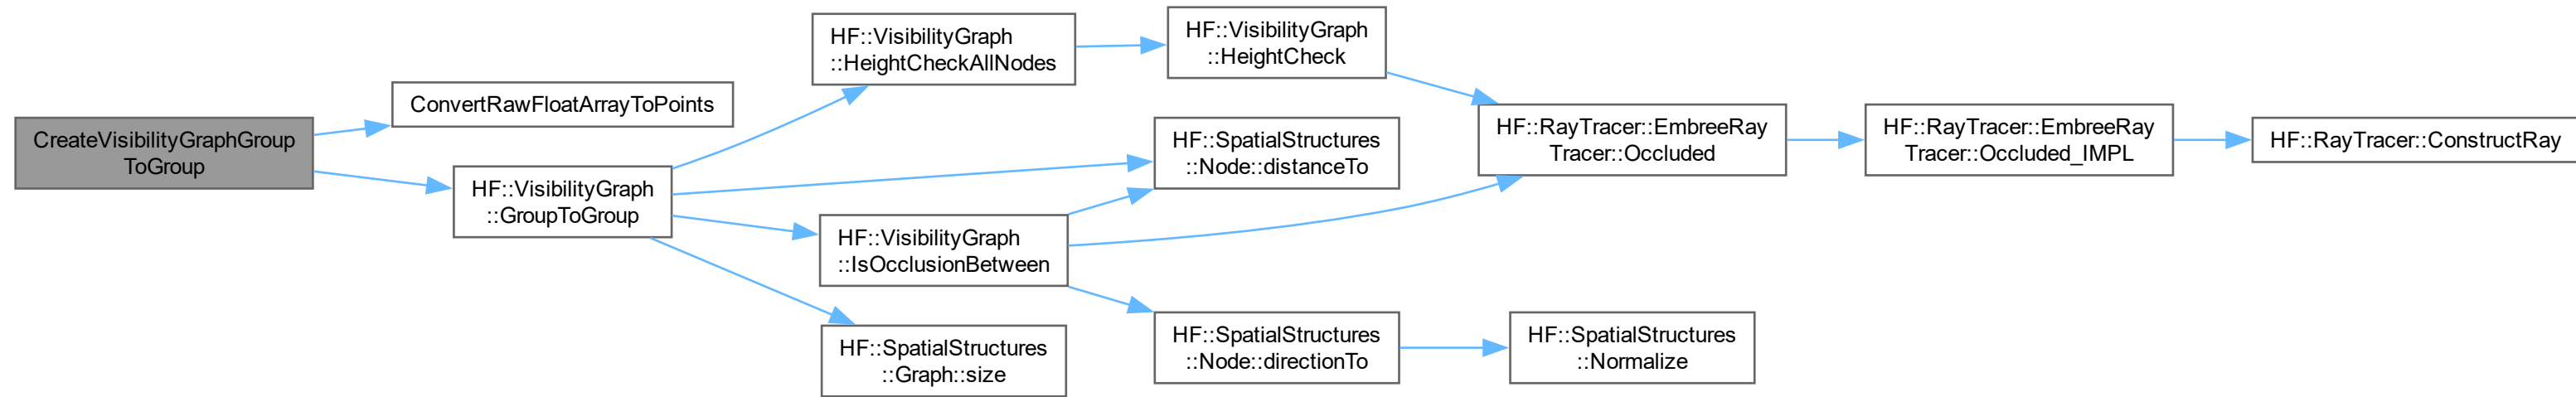 CreateVisibilityGraphGroup
ToGroup
ConvertRawFloatArrayToPoints
HF::VisibilityGraph
::GroupToGroup
HF::VisibilityGraph
::HeightCheckAllNodes
HF::VisibilityGraph
::HeightCheck
HF::SpatialStructures
::Node::distanceTo
HF::VisibilityGraph
::IsOcclusionBetween
HF::SpatialStructures
::Graph::size
HF::SpatialStructures
::Node::directionTo
HF::RayTracer::EmbreeRay
Tracer::Occluded
HF::SpatialStructures
::Normalize
HF::RayTracer::EmbreeRay
Tracer::Occluded_IMPL
HF::RayTracer::ConstructRay